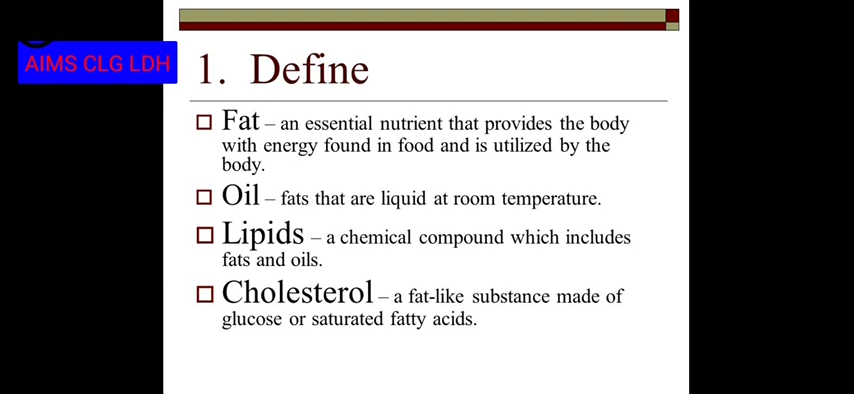 AIMS CLG LDH
1. Define
Fat – an essential nutrient that provides the body
with energy found in food and is utilized by the
body.
Oil – fats that are liquid at room temperature.
Lipids – a chemical compound which includes
fats and oils.
Cholesterol – a fat-like substance made of
glucose or saturated fatty acids.